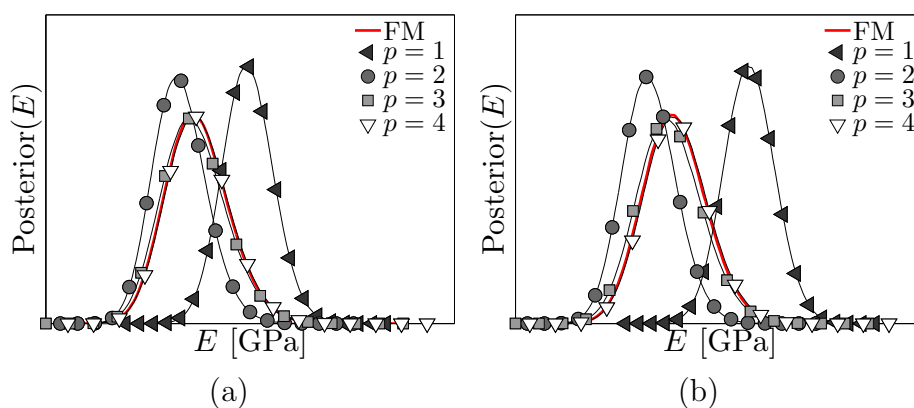 Posterior(E)
FM
p = 1
p = 2
p = 3
p = 4
E [GPa]
(a)
Posterior(E)
FM
p = 1
p = 2
p = 3
p = 4
E [GPa]
(b)